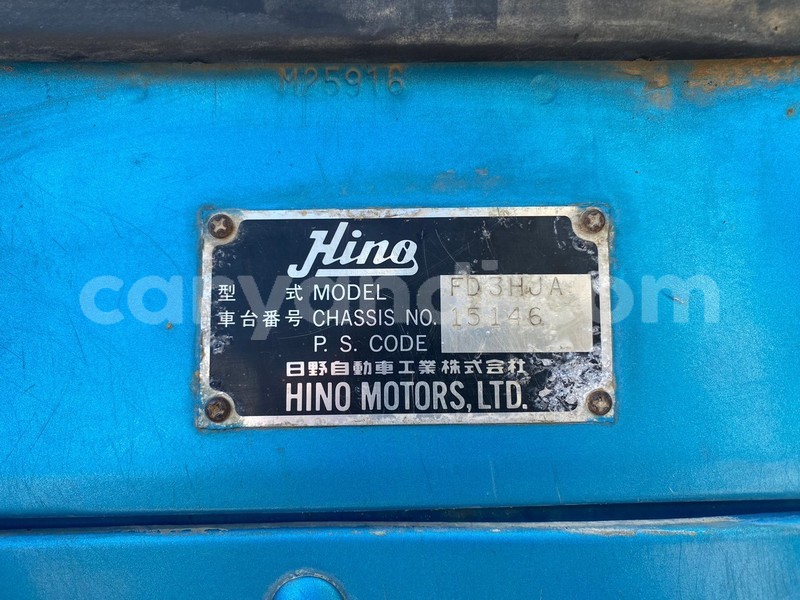 M25916
Hino
型 式 MODEL FD3HJA
車台番号 CHASSIS NO. 15146
P. S. CODE
日野自動車工業株式会社
HINO MOTORS, LTD.